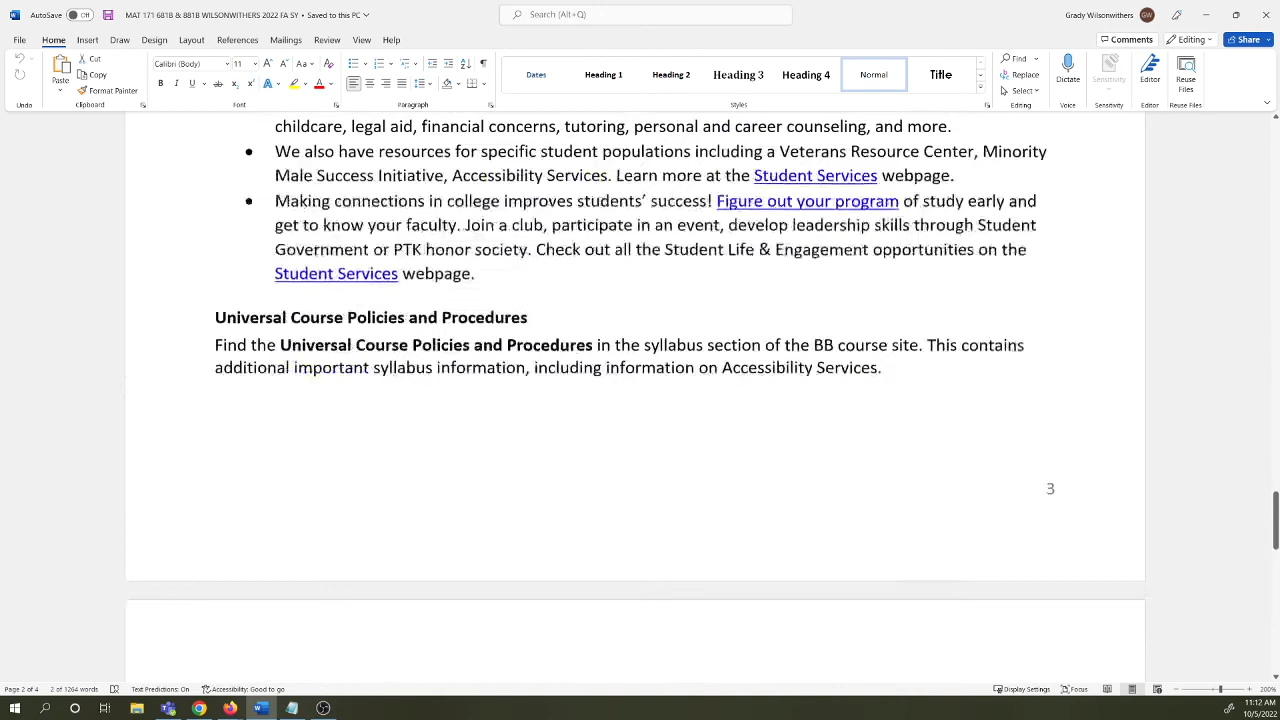 AutoSave Off MAT 171 681B & 881B WILSONWITHERS 2022 FA SY • Saved to this PC Search (Alt+Q) Grady Wilsonwithers GW
File Home Insert Draw Design Layout References Mailings Review View Help Comments Editing Share
Paste Cut Copy Format Painter
Calibri (Body) 11
Dates Heading 1 Heading 2 Heading 3 Heading 4 Normal Title
Find Replace Select
Dictate Sensitivity Editor Reuse Files
Undo Clipboard Font Paragraph Styles Editing Voice Sensitivity Editor Reuse Files
childcare, legal aid, financial concerns, tutoring, personal and career counseling, and more.
• We also have resources for specific student populations including a Veterans Resource Center, Minority
Male Success Initiative, Accessibility Services. Learn more at the Student Services webpage.
• Making connections in college improves students’ success! Figure out your program of study early and
get to know your faculty. Join a club, participate in an event, develop leadership skills through Student
Government or PTK honor society. Check out all the Student Life & Engagement opportunities on the
Student Services webpage.
Universal Course Policies and Procedures
Find the Universal Course Policies and Procedures in the syllabus section of the BB course site. This contains
additional important syllabus information, including information on Accessibility Services.
3
Page 2 of 4 2 of 1264 words Text Predictions: On Accessibility: Good to go Display Settings Focus 200%
11:12 AM
10/5/2022